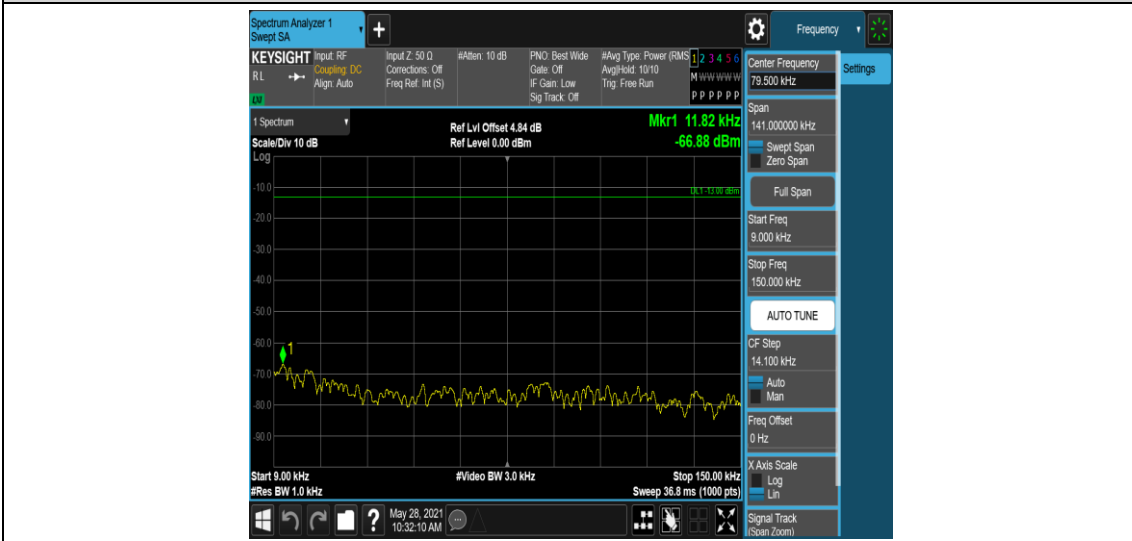 Spectrum Analyzer 1
Swept SA
+
Frequency
KEYSIGHT
RL
LXI
Input: RF
Coupling: DC
Align: Auto
Input Z: 50 Ω
Corrections: Off
Freq Ref: Int (S)
#Atten: 10 dB
PNO: Best Wide
Gate: Off
IF Gain: Low
Sig Track: Off
#Avg Type: Power (RMS
Avg|Hold: 10/10
Trig: Free Run
1 2 3 4 5 6
M W W W W W
P P P P P P
Center Frequency
79.500 kHz
Settings
Span
141.000000 kHz
Swept Span
Zero Span
Full Span
Start Freq
9.000 kHz
Stop Freq
150.000 kHz
AUTO TUNE
CF Step
14.100 kHz
Auto
Man
Freq Offset
0 Hz
X Axis Scale
Log
Lin
Signal Track
(Span Zoom)
1 Spectrum
Scale/Div 10 dB
Log
Ref Lvl Offset 4.84 dB
Ref Level 0.00 dBm
Mkr1 11.82 kHz
-66.88 dBm
DL1 -13.00 dBm
-10.0
-20.0
-30.0
-40.0
-50.0
-60.0
1
-70.0
-80.0
-90.0
Start 9.00 kHz
#Res BW 1.0 kHz
#Video BW 3.0 kHz
Stop 150.00 kHz
Sweep 36.8 ms (1000 pts)
?
May 28, 2021
10:32:10 AM